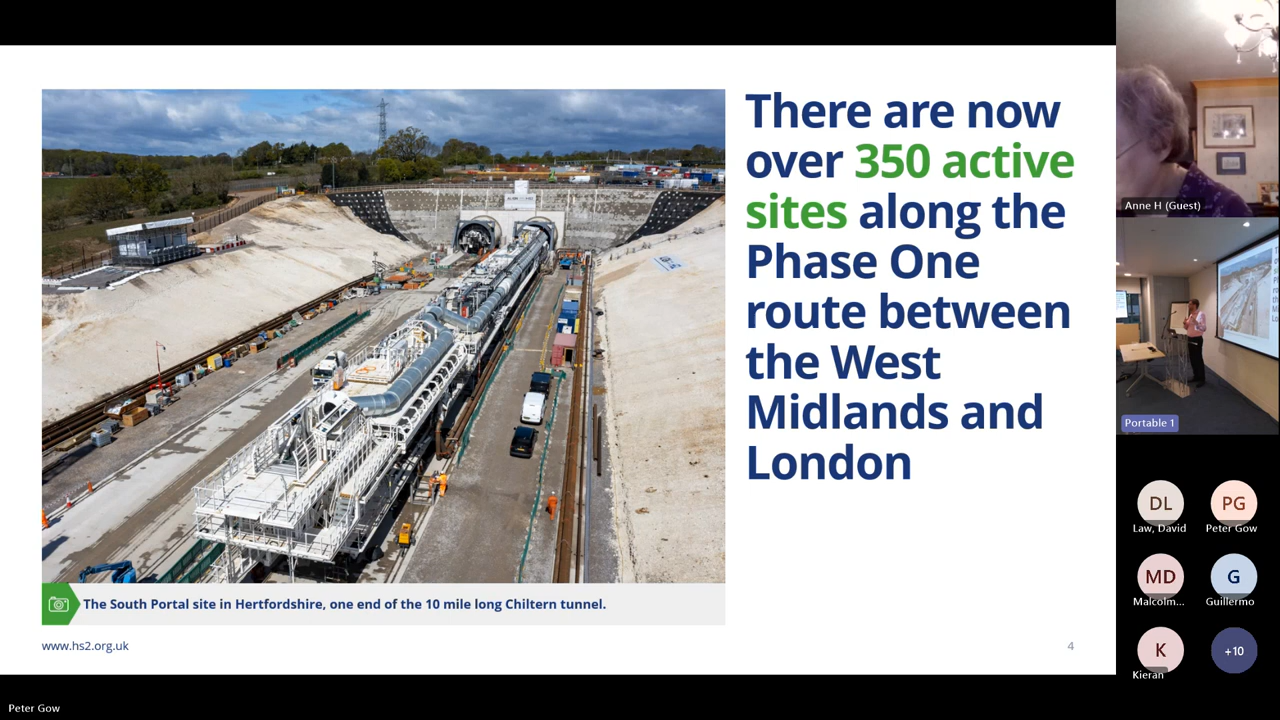 There are now
over 350 active
sites along the
Phase One
route between
the West
Midlands and
London
The South Portal site in Hertfordshire, one end of the 10 mile long Chiltern tunnel.
www.hs2.org.uk
4
Anne H (Guest)
Portable 1
DL
Law, David
PG
Peter Gow
MD
Malcolm...
G
Guillermo
K
Kieran
+10
Peter Gow